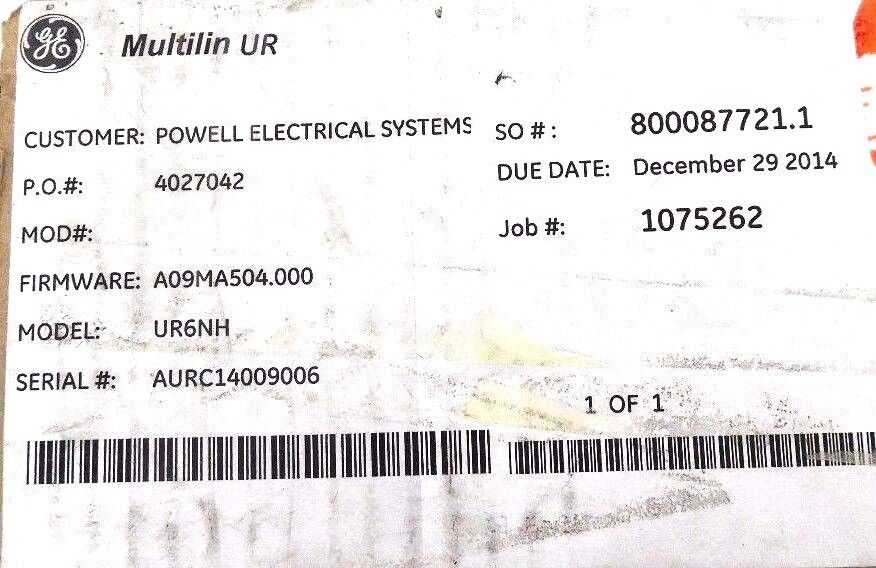 GE Multilin UR
CUSTOMER: POWELL ELECTRICAL SYSTEMS
P.O.#: 4027042
MOD#:
FIRMWARE: A09MA504.000
MODEL: UR6NH
SERIAL #: AURC14009006
SO # : 800087721.1
DUE DATE: December 29 2014
Job #: 1075262
1 OF 1